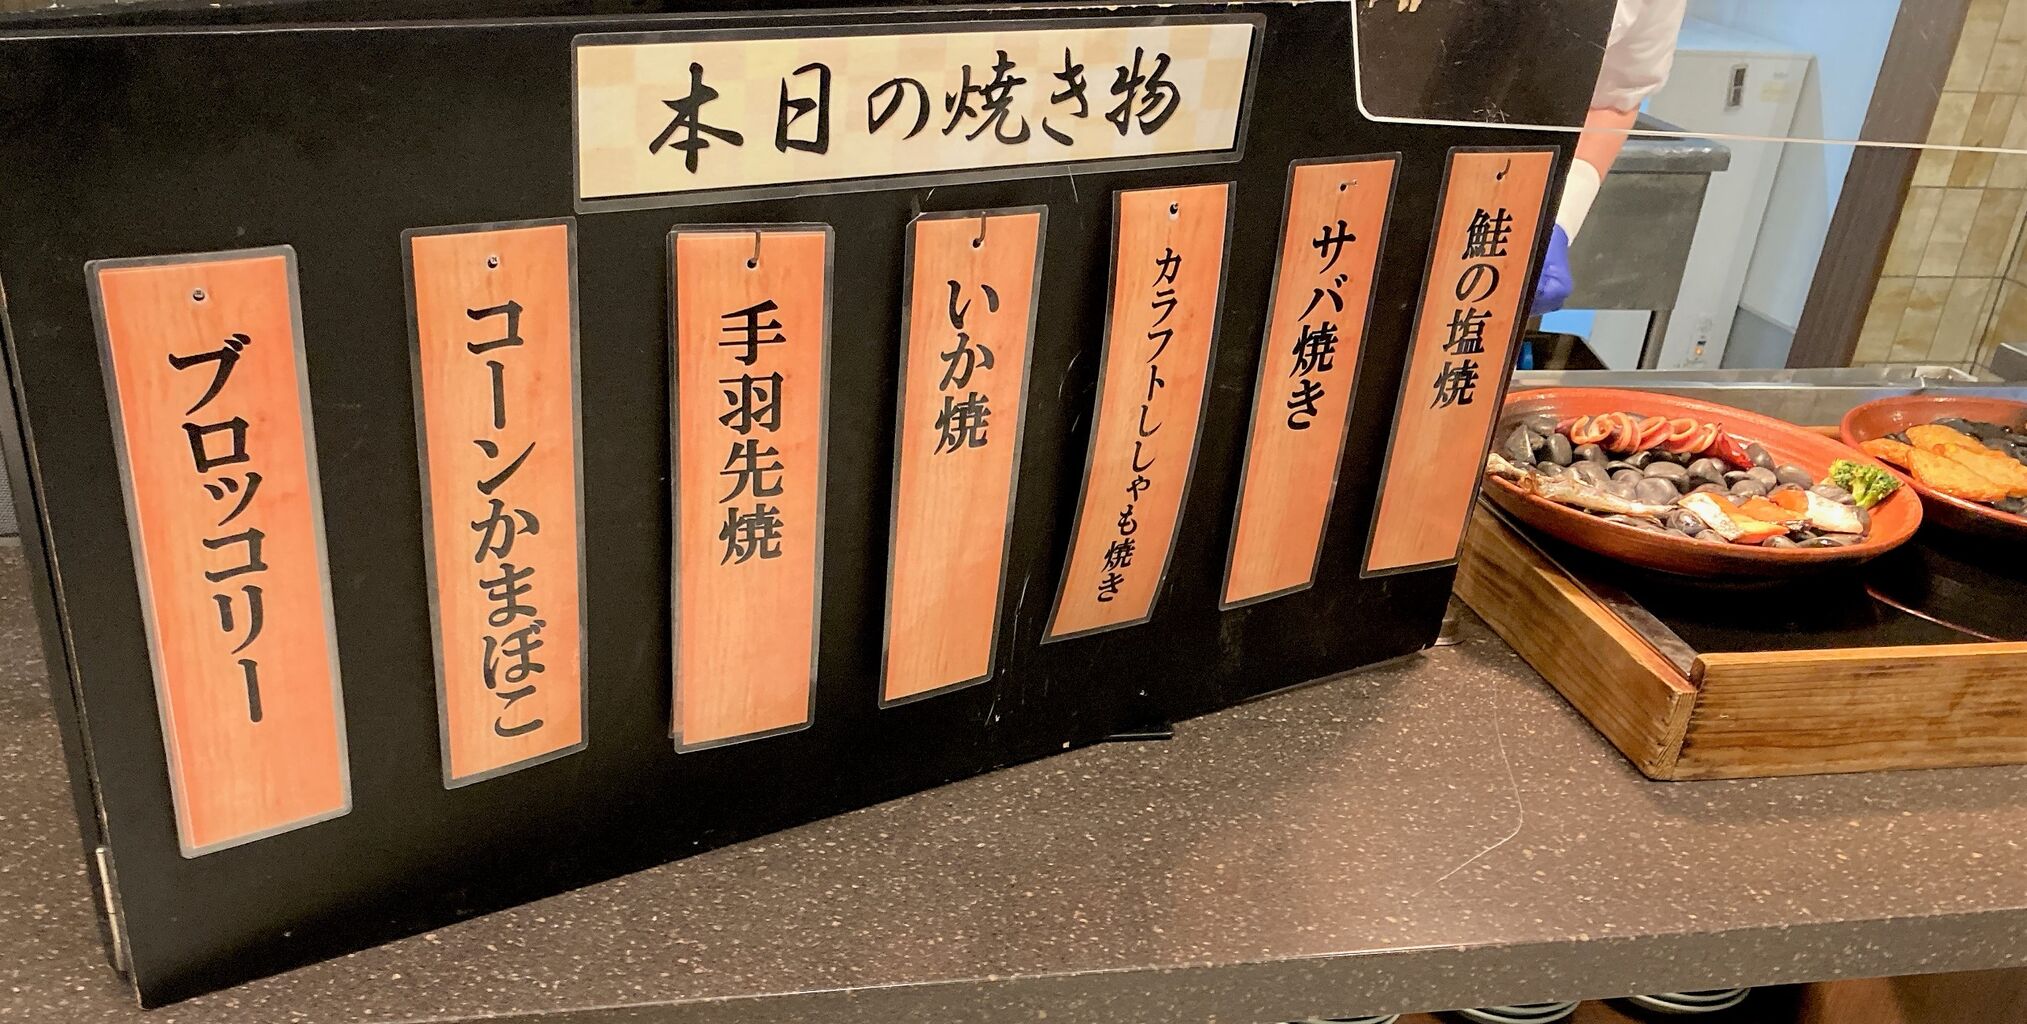 本日の焼き物
鮭の塩焼
サバ焼き
カラフトししゃも焼き
いか焼
手羽先焼
コーンかまぼこ
ブロッコリー